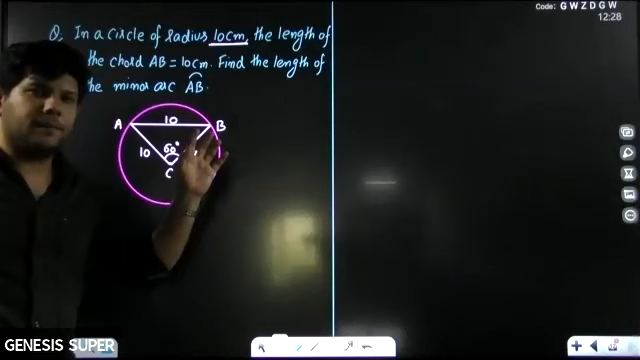 Code: G W Z D G W
12:28
Q. In a circle of radius 10cm, the length of
the chord AB = 10cm. Find the length of
the minor arc AB.
10
A
B
10
60°
C
GENESIS SUPER